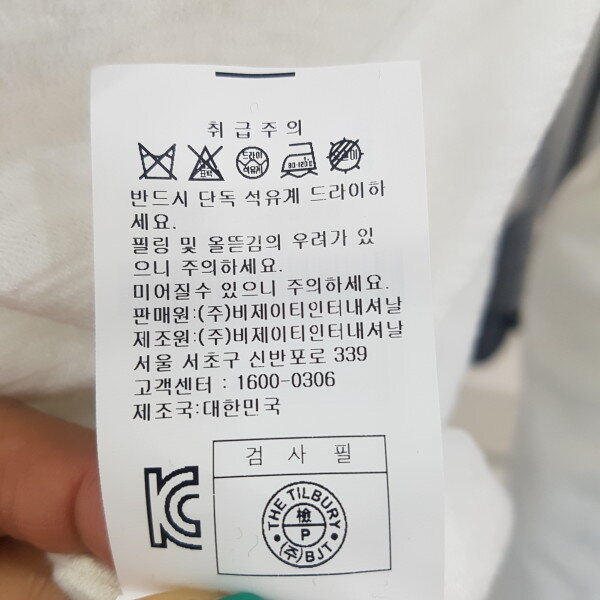 취급주의
표백
드라이
석유계
80-120℃
반드시 단독 석유계 드라이하
세요.
필링 및 올뜯김의 우려가 있
으니 주의하세요.
미어질수 있으니 주의하세요.
판매원:(주)비제이티인터내셔날
제조원:(주)비제이티인터내셔날
서울 서초구 신반포로 339
고객센터 : 1600-0306
제조국:대한민국
검 사 필
THE TILBURY
檢
P
(주)BJT